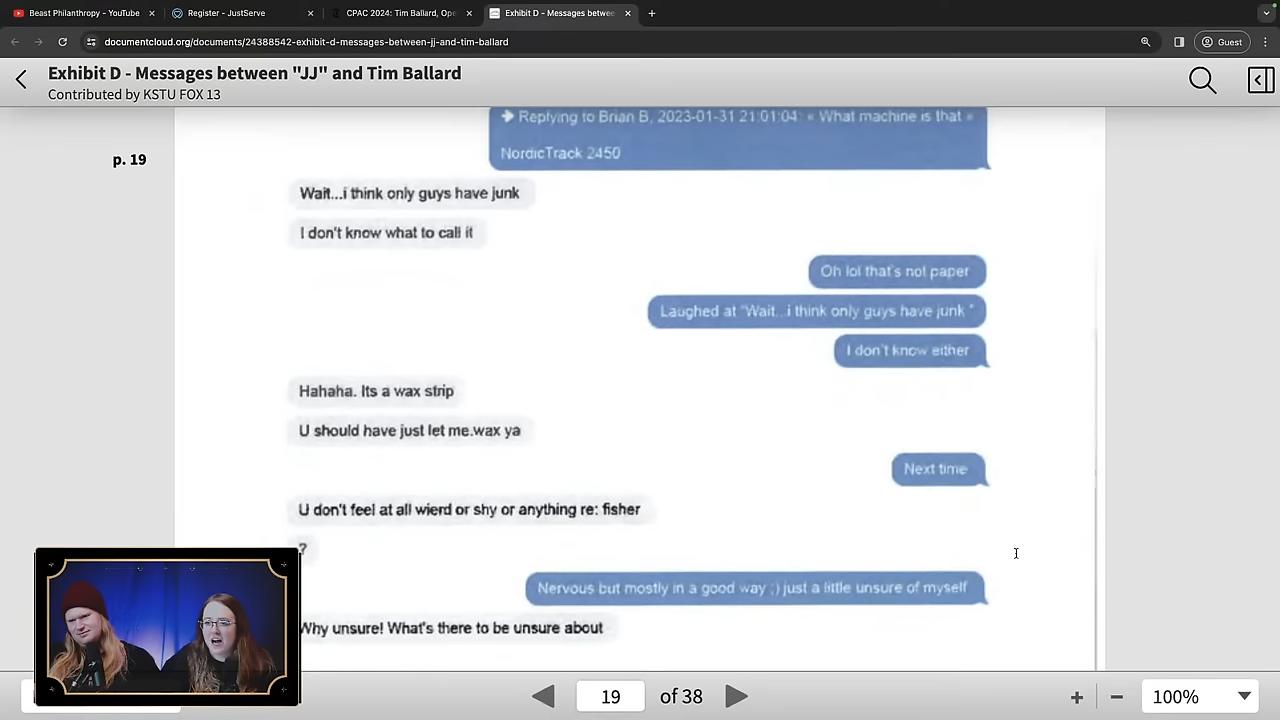 Beast Philanthropy - YouTube
Register - JustServe
CPAC 2024: Tim Ballard, Ope
Exhibit D - Messages betwee
documentcloud.org/documents/24388542-exhibit-d-messages-between-jj-and-tim-ballard
Guest
Exhibit D - Messages between "JJ" and Tim Ballard
Contributed by KSTU FOX 13
p. 19
Replying to Brian B, 2023-01-31 21:01:04: « What machine is that »
NordicTrack 2450
Wait...i think only guys have junk
I don't know what to call it
Oh lol that's not paper
Laughed at "Wait...i think only guys have junk "
I don't know either
Hahaha. Its a wax strip
U should have just let me.wax ya
Next time
U don't feel at all wierd or shy or anything re: fisher
?
Nervous but mostly in a good way ;) just a little unsure of myself
Why unsure! What's there to be unsure about
19 of 38
100%